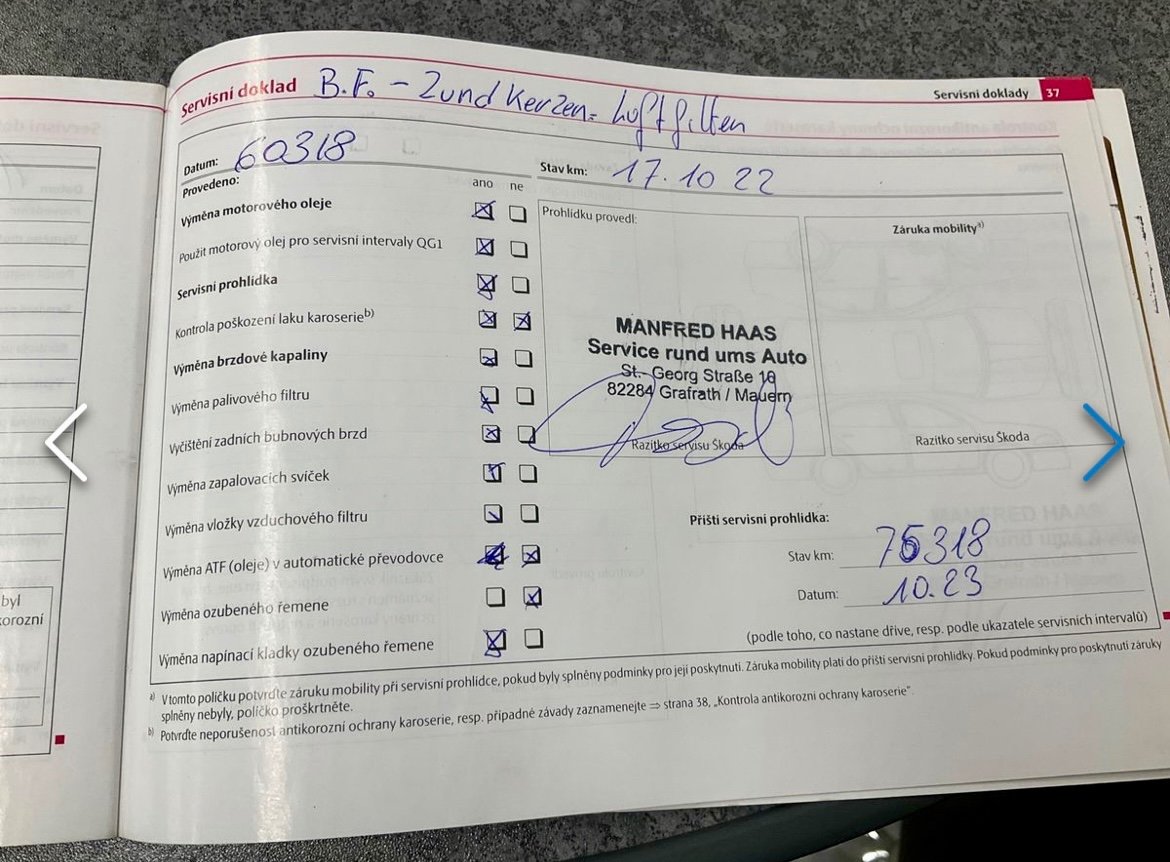 Servisní doklad B.F. - Zund Kerzen - Luftfilter
Servisní doklady 37
Datum: 60318
Stav km: 17.10 22
Provedeno:
ano ne
Výměna motorového oleje
Použit motorový olej pro servisní intervaly QG1
Servisní prohlídka
Kontrola poškození laku karoserieb)
Výměna brzdové kapaliny
Výměna palivového filtru
Vyčištění zadních bubnových brzd
Výměna zapalovacích svíček
Výměna vložky vzduchového filtru
Výměna ATF (oleje) v automatické převodovce
Výměna ozubeného řemene
Výměna napínací kladky ozubeného řemene
Prohlídku provedl:
MANFRED HAAS
Service rund ums Auto
St.- Georg Straße 10
82284 Grafrath / Mauern
Razítko servisu Škoda
Záruka mobilitya)
Razítko servisu Škoda
Příští servisní prohlídka:
Stav km: 75318
Datum: 10.23
(podle toho, co nastane dříve, resp. podle ukazatele servisních intervalů)
a) V tomto políčku potvrďte záruku mobility při servisní prohlídce, pokud byly splněny podmínky pro její poskytnutí. Záruka mobility platí do příští servisní prohlídky. Pokud podmínky pro poskytnutí záruky
splněny nebyly, políčko proškrtněte.
b) Potvrďte neporušenost antikorozní ochrany karoserie, resp. případné závady zaznamenejte ⇒ strana 38, „Kontrola antikorozní ochrany karoserie“.
byl
korozní